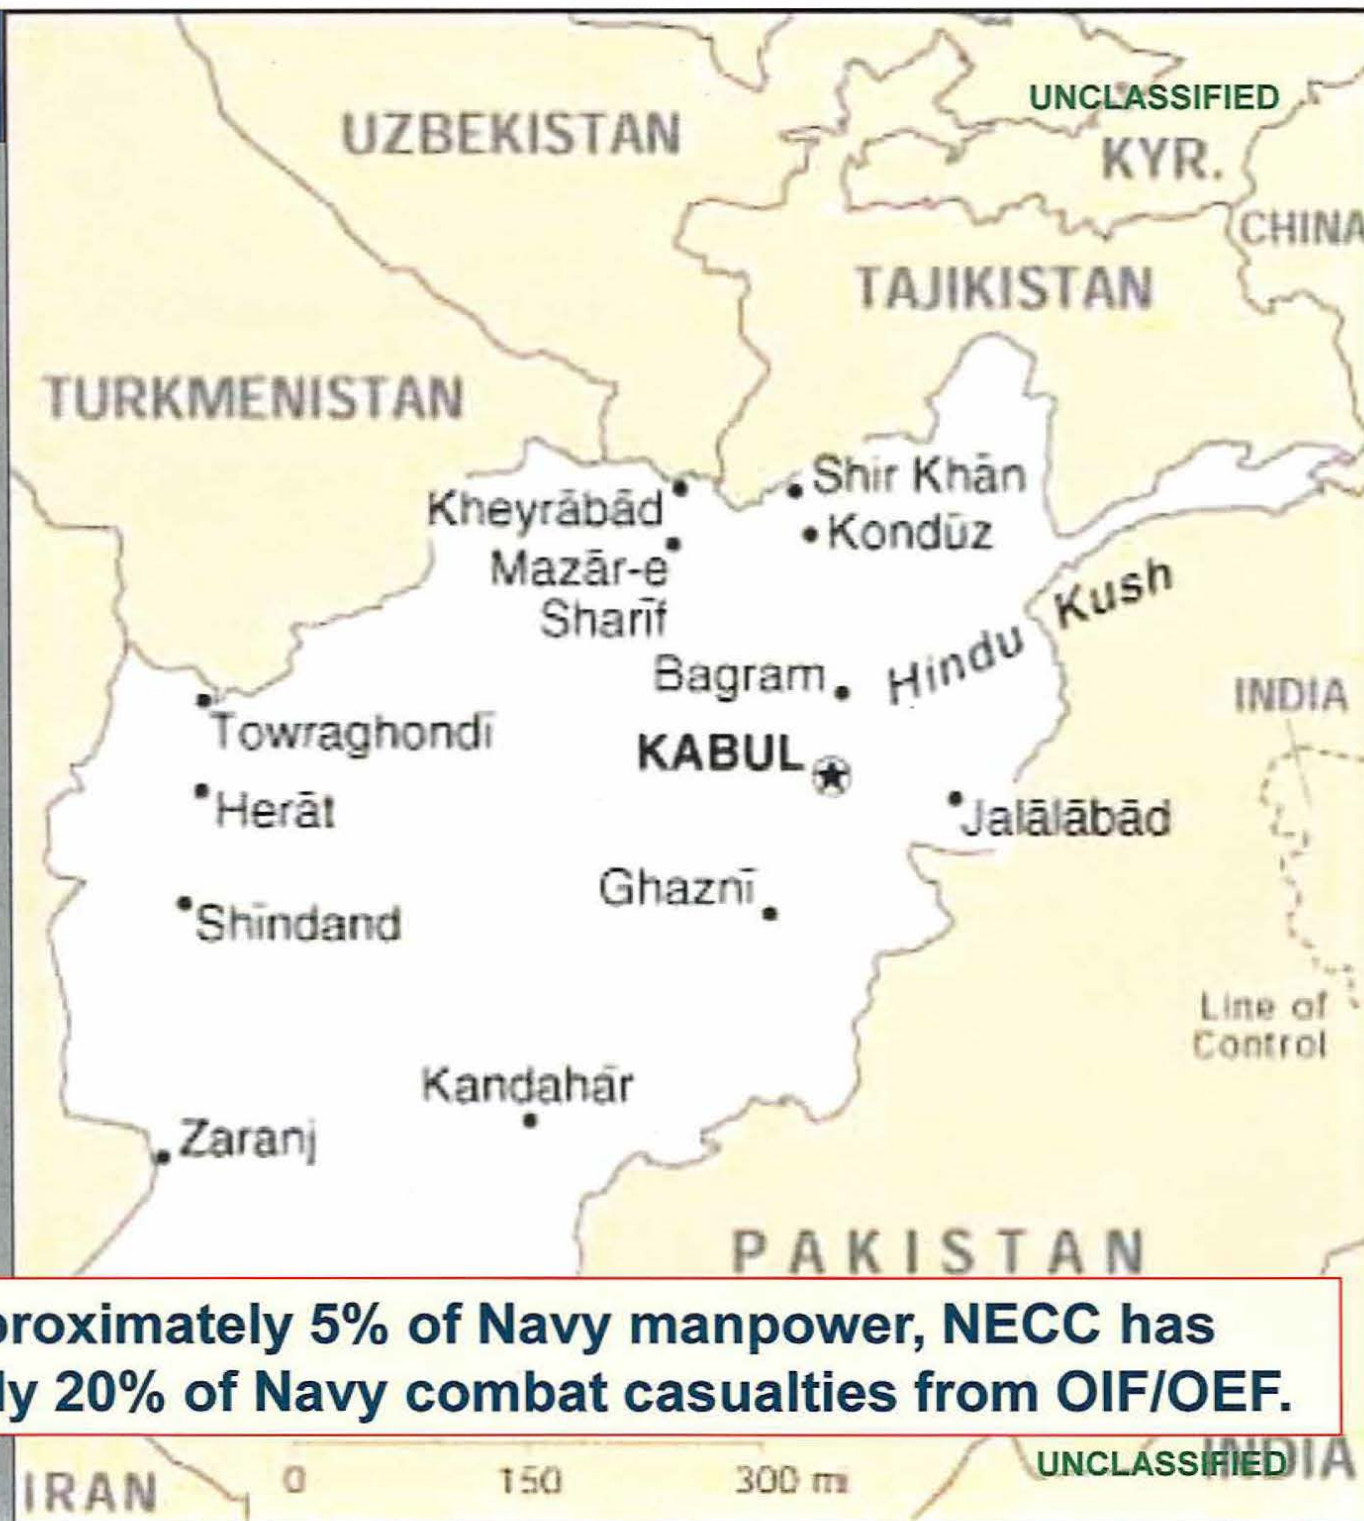 UNCLASSIFIED
UZBEKISTAN
KYR.
CHINA
TAJIKISTAN
TURKMENISTAN
Shir Khān
Kheyrābād
Kondūz
Mazār-e
Sharīf
Hindu Kush
Bagram
INDIA
Towraghondī
KABUL
Herāt
Jalālābād
Ghaznī
Shīndand
Line of
Control
Kandahār
Zaranj
PAKISTAN
proximately 5% of Navy manpower, NECC has
ly 20% of Navy combat casualties from OIF/OEF.
UNCLASSIFIED
INDIA
IRAN
0 150 300 mi